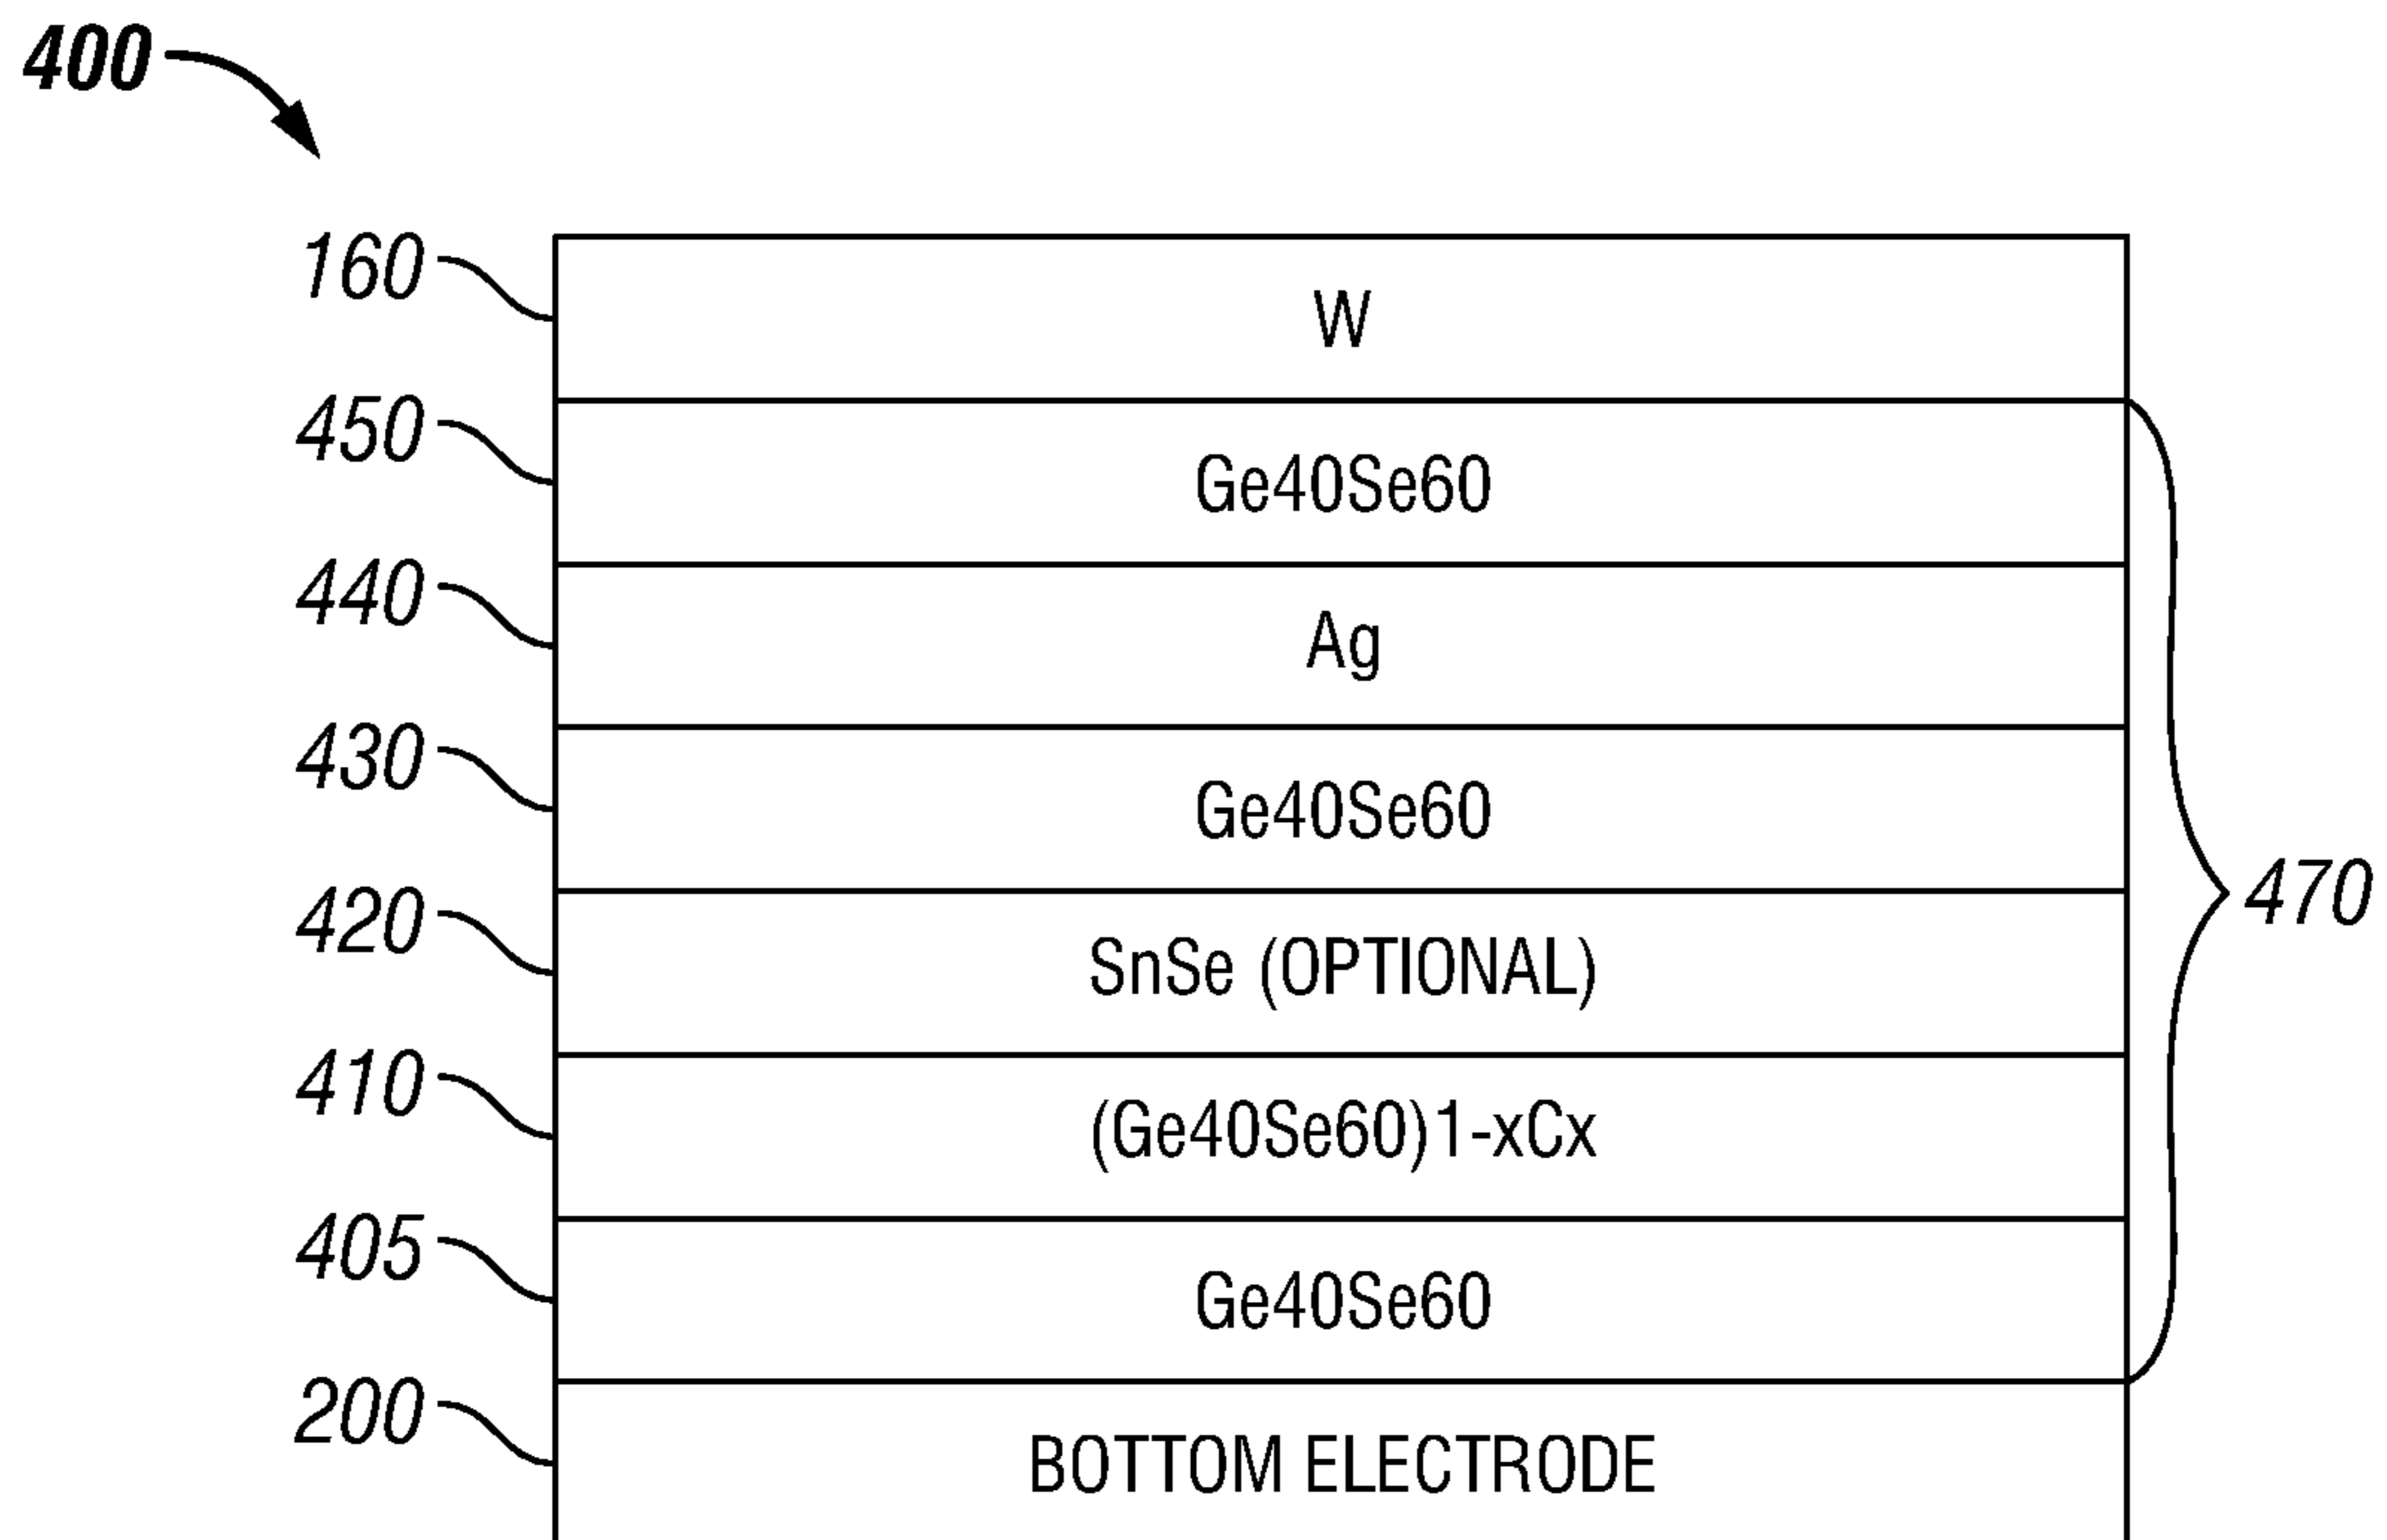 400
160
W
450
Ge40Se60
440
Ag
430
Ge40Se60
420
SnSe (OPTIONAL)
470
410
(Ge40Se60)1-xCx
405
Ge40Se60
200
BOTTOM ELECTRODE